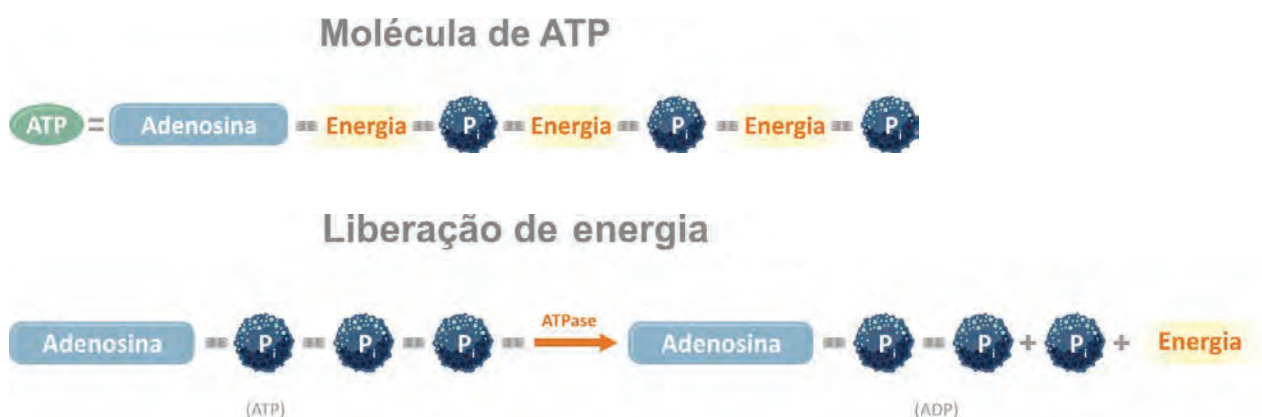 Molécula de ATP
ATP = Adenosina = Energia = Pi = Energia = Pi = Energia = Pi
Liberação de energia
ATPase
Adenosina = Pi = Pi = Pi = Adenosina = Pi = Pi + Pi + Energia
(ATP) (ADP)